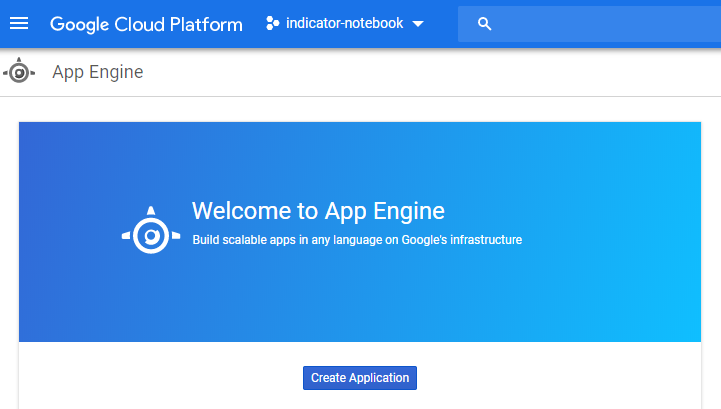 Google Cloud Platform
indicator-notebook
App Engine
Welcome to App Engine
Build scalable apps in any language on Google's infrastructure
Create Application